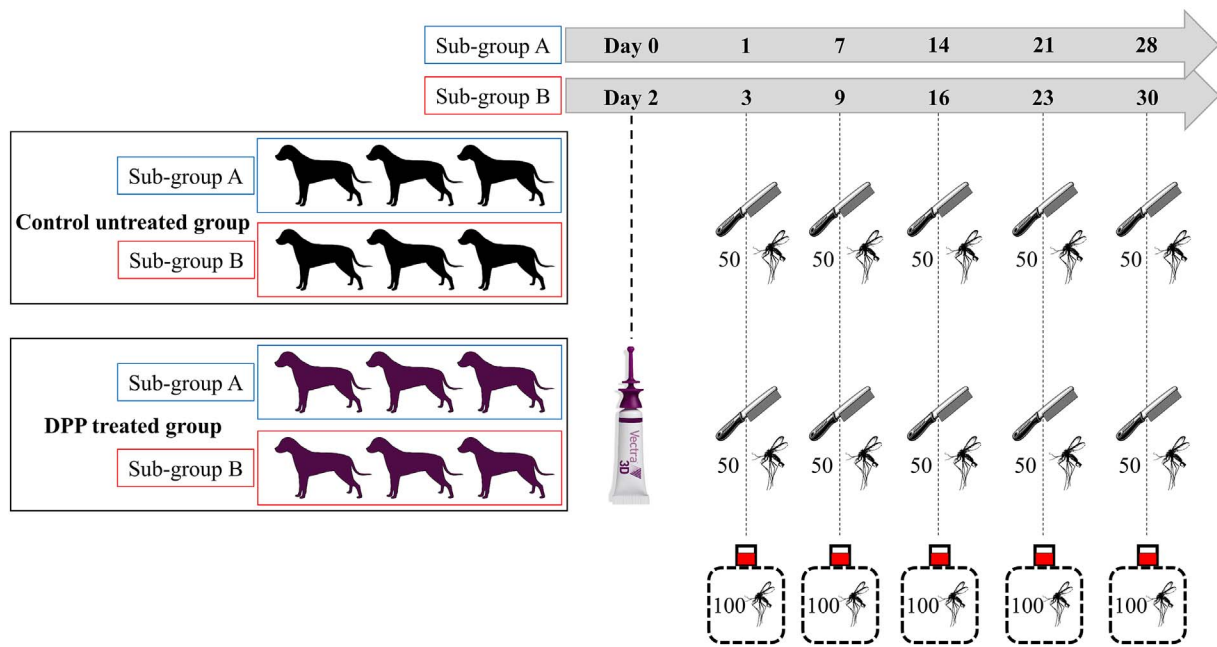 Sub-group A Day 0 1 7 14 21 28
Sub-group B Day 2 3 9 16 23 30
Sub-group A
Control untreated group
Sub-group B
50 50 50 50 50
Sub-group A
DPP treated group
Sub-group B
Vectra
3D
50 50 50 50 50
100 100 100 100 100